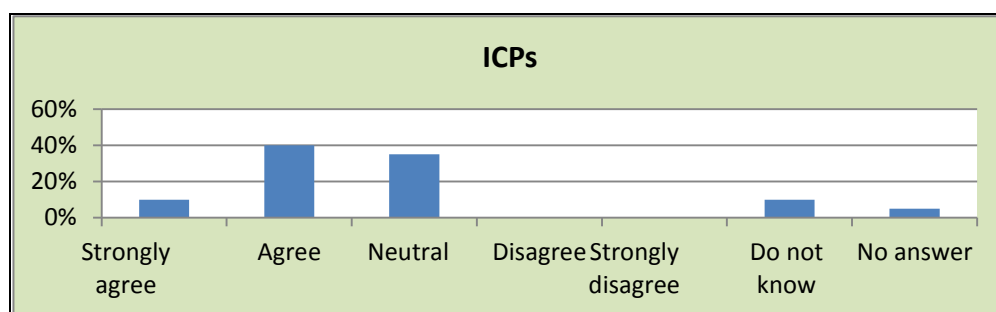 ICPs
60%
40%
20%
0%
Strongly agree
Agree
Neutral
Disagree
Strongly disagree
Do not know
No answer